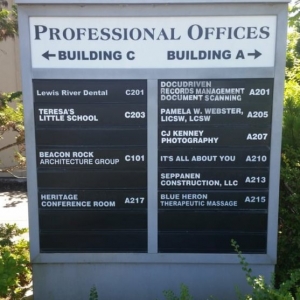 PROFESSIONAL OFFICES
←BUILDING C BUILDING A→
Lewis River Dental C201
TERESA'S
LITTLE SCHOOL C203
BEACON ROCK
ARCHITECTURE GROUP C101
HERITAGE
CONFERENCE ROOM A217
DOCUDRIVEN
RECORDS MANAGEMENT A201
DOCUMENT SCANNING
PAMELA W. WEBSTER, A205
LICSW, LCSW
CJ KENNEY A207
PHOTOGRAPHY
IT'S ALL ABOUT YOU A210
SEPPANEN A213
CONSTRUCTION, LLC
BLUE HERON A215
THERAPEUTIC MASSAGE